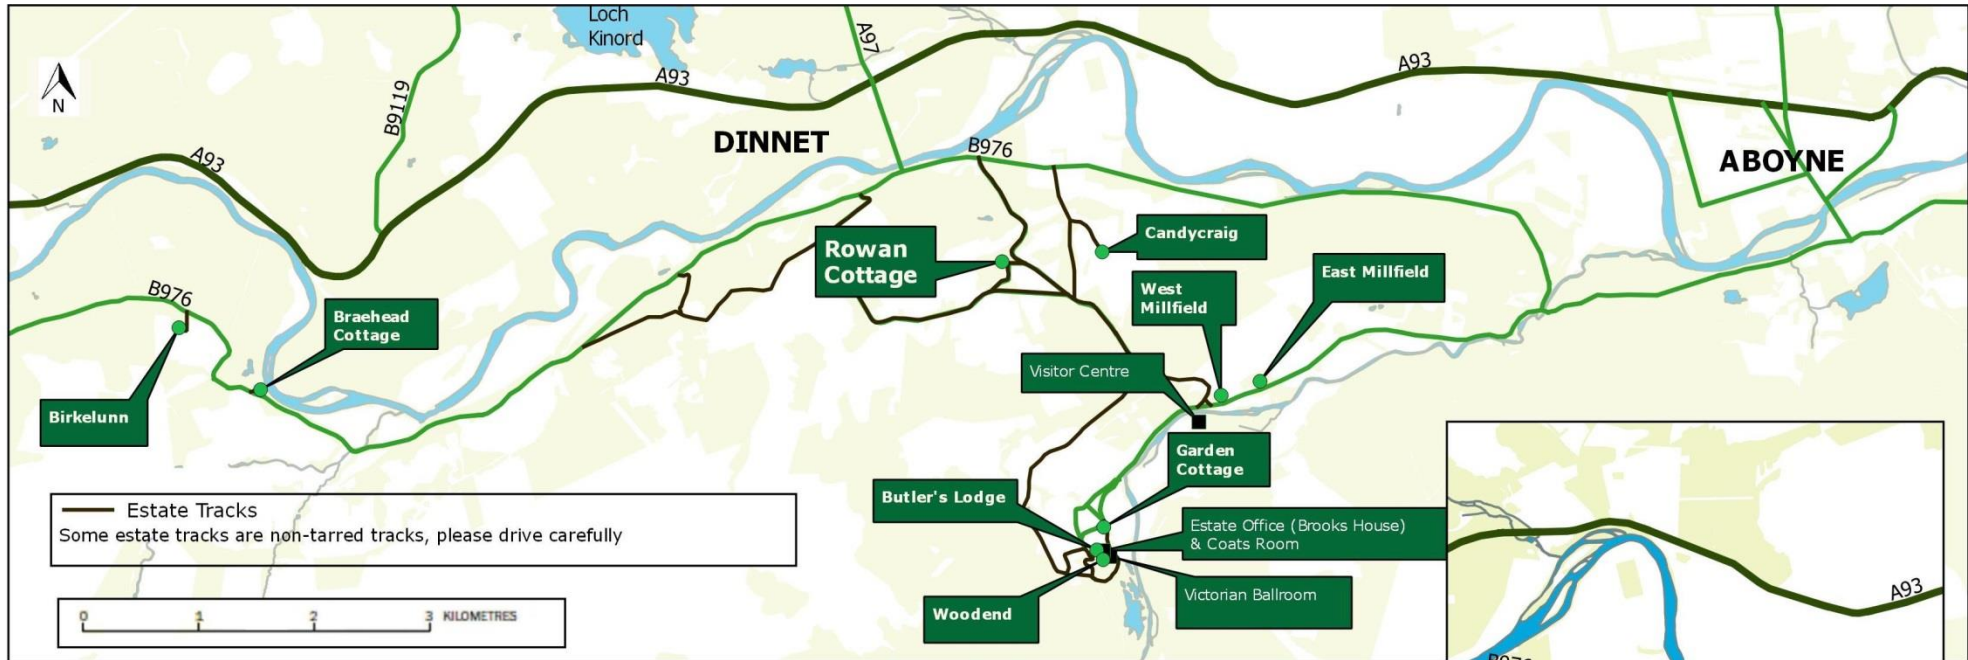 Loch
Kinord
A97
A93
A93
B9119
N
DINNET
B976
A93
ABOYNE
Candycraig
Rowan
Cottage
East Millfield
West
Millfield
B976
Braehead
Cottage
Visitor Centre
Birkelunn
Garden
Cottage
Butler's Lodge
Estate Tracks
Some estate tracks are non-tarred tracks, please drive carefully
Estate Office (Brooks House)
& Coats Room
Victorian Ballroom
Woodend
0 1 2 3 KILOMETRES
A93
B976